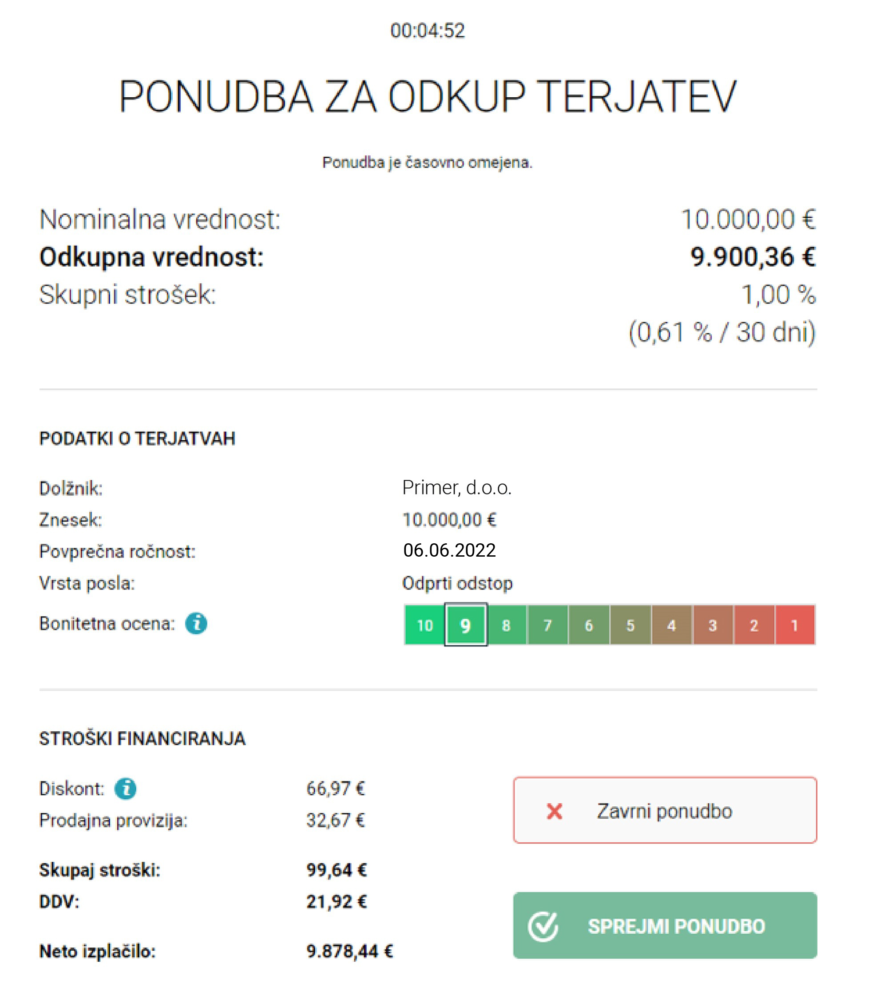 00:04:52
PONUDBA ZA ODKUP TERJATEV
Ponudba je časovno omejena.
Nominalna vrednost: 10.000,00 €
Odkupna vrednost: 9.900,36 €
Skupni strošek: 1,00 %
(0,61 % / 30 dni)
PODATKI O TERJATVAH
Dolžnik: Primer, d.o.o.
Znesek: 10.000,00 €
Povprečna ročnost: 06.06.2022
Vrsta posla: Odprti odstop
Bonitetna ocena: i 10 9 8 7 6 5 4 3 2 1
STROŠKI FINANCIRANJA
Diskont: i 66,97 €
Prodajna provizija: 32,67 €
Zavrni ponudbo
Skupaj stroški: 99,64 €
DDV: 21,92 €
SPREJMI PONUDBO
Neto izplačilo: 9.878,44 €